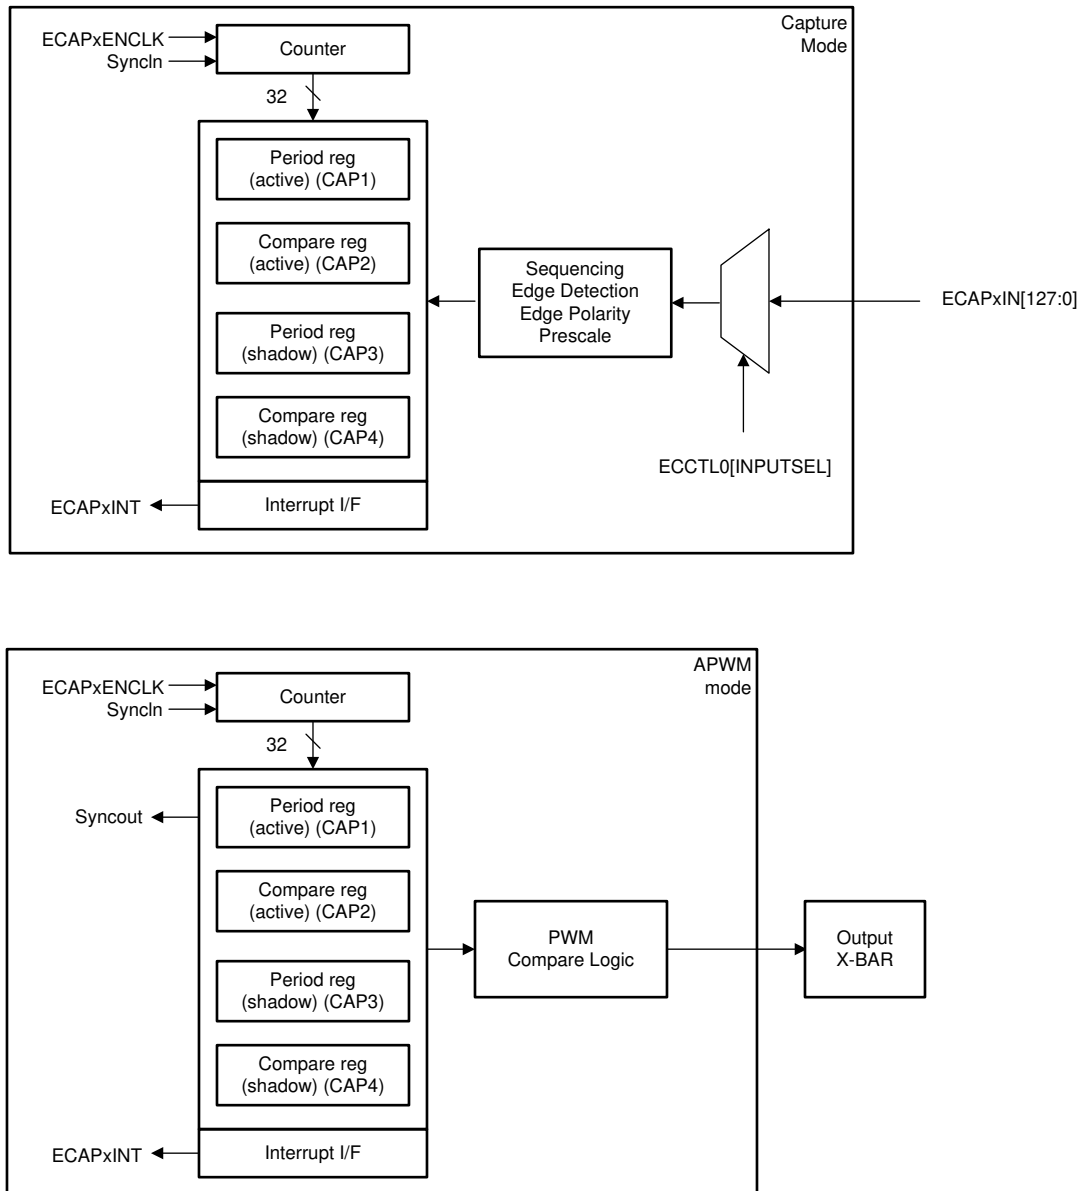 Capture
Mode
ECAPxENCLK
SyncIn
Counter
32
Period reg
(active) (CAP1)
Compare reg
(active) (CAP2)
Period reg
(shadow) (CAP3)
Compare reg
(shadow) (CAP4)
Sequencing
Edge Detection
Edge Polarity
Prescale
ECAPxIN[127:0]
ECCTL0[INPUTSEL]
ECAPxINT
Interrupt I/F
APWM
mode
ECAPxENCLK
SyncIn
Counter
32
Syncout
Period reg
(active) (CAP1)
Compare reg
(active) (CAP2)
Period reg
(shadow) (CAP3)
Compare reg
(shadow) (CAP4)
PWM
Compare Logic
Output
X-BAR
ECAPxINT
Interrupt I/F